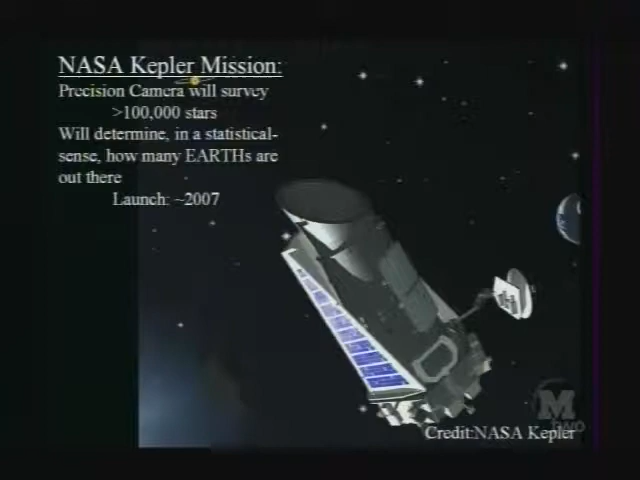 NASA Kepler Mission:
Precision Camera will survey
>100,000 stars
Will determine, in a statistical-
sense, how many EARTHs are
out there
Launch: ~2007
M
two
Credit:NASA Kepler